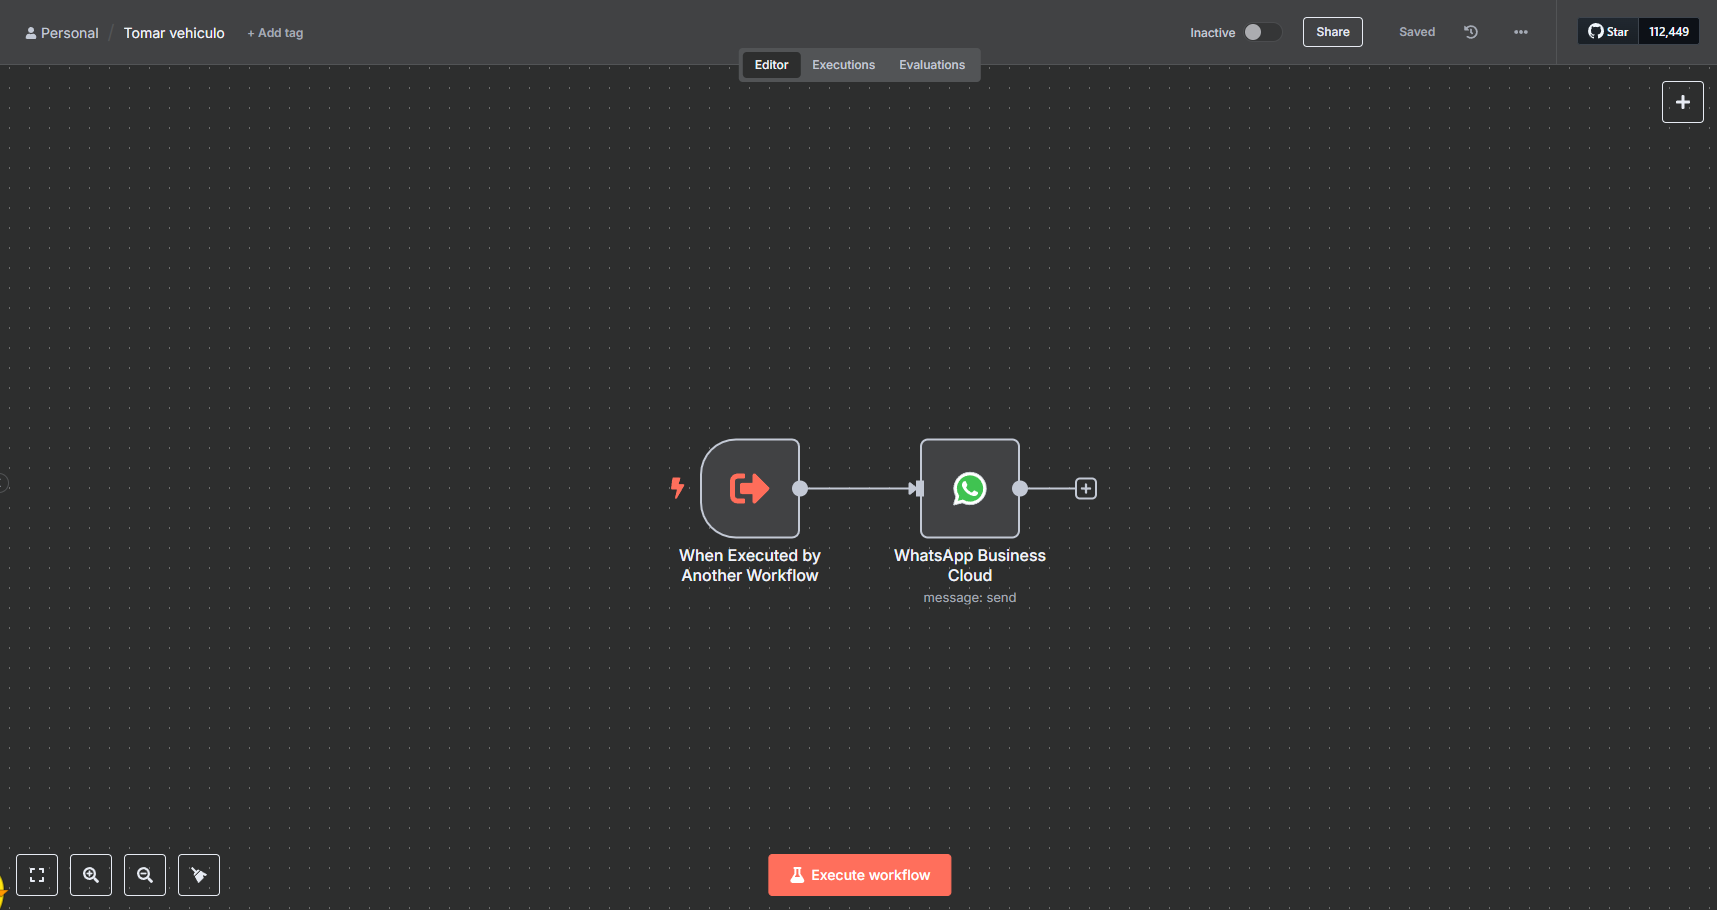 Personal / Tomar vehiculo + Add tag
Inactive Share Saved Star 112,449
Editor Executions Evaluations
When Executed by
Another Workflow
WhatsApp Business
Cloud
message: send
Execute workflow